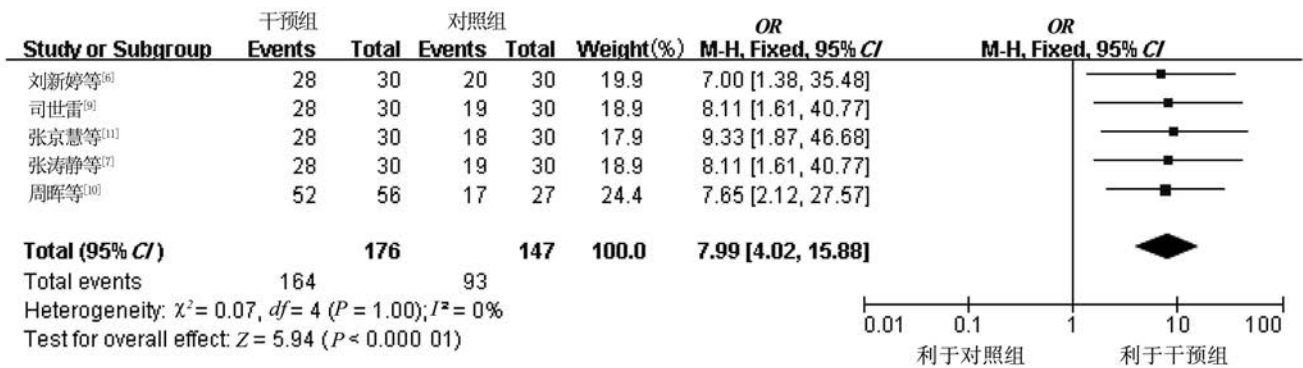 干预组 对照组 OR OR
Study or Subgroup Events Total Events Total Weight(%) M-H, Fixed, 95% CI M-H, Fixed, 95% CI
刘新婷等[6] 28 30 20 30 19.9 7.00 [1.38, 35.48]
司世雷[9] 28 30 19 30 18.9 8.11 [1.61, 40.77]
张京慧等[11] 28 30 18 30 17.9 9.33 [1.87, 46.68]
张涛静等[7] 28 30 19 30 18.9 8.11 [1.61, 40.77]
周晖等[10] 52 56 17 27 24.4 7.65 [2.12, 27.57]
Total (95% CI) 176 147 100.0 7.99 [4.02, 15.88]
Total events 164 93
Heterogeneity: χ²= 0.07, df= 4 (P = 1.00); I²= 0%
Test for overall effect: Z = 5.94 (P < 0.000 01)
0.01 0.1 1 10 100
利于对照组 利于干预组